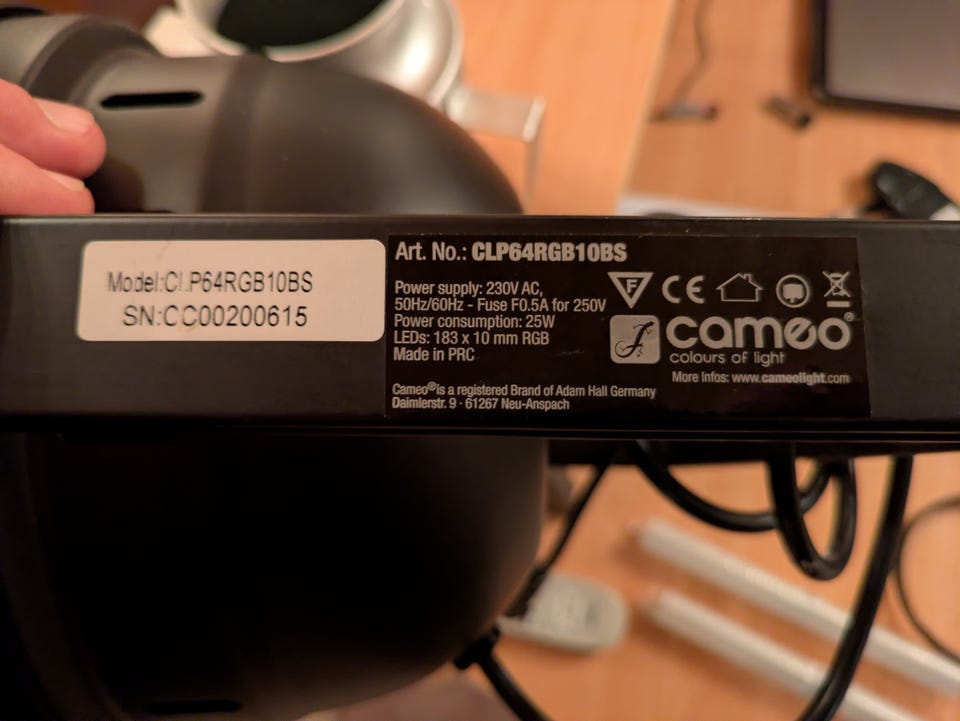 Model:CLP64RGB10BS
SN:CC00200615
Art. No.: CLP64RGB10BS
Power supply: 230V AC,
50Hz/60Hz - Fuse F0.5A for 250V
Power consumption: 25W
LEDs: 183 x 10 mm RGB
Made in PRC
Cameo® is a registered Brand of Adam Hall Germany
Daimlerstr. 9 · 61267 Neu-Anspach
F
CE
cameo®
colours of light
More Infos: www.cameolight.com